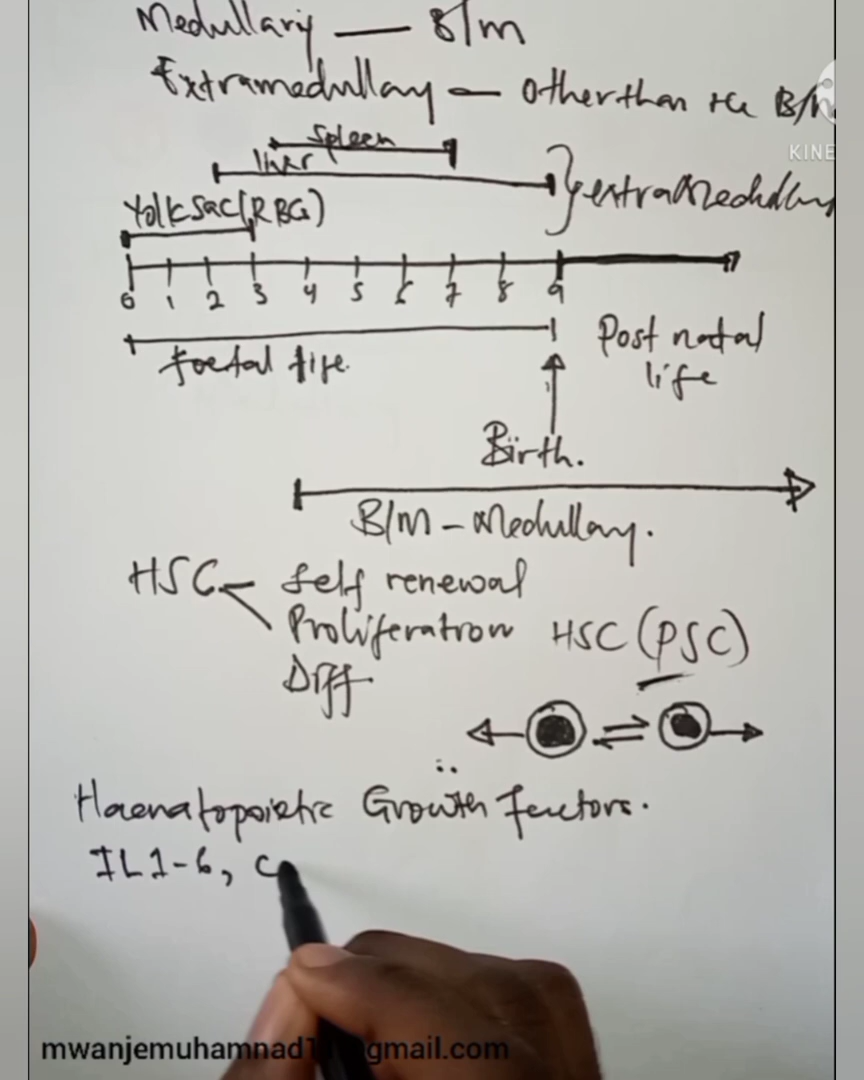 Medullary — B/m
Extramedullary — Other than the B/M
KINE
Spleen
liver
} extramedullary
Yolk Sac (RBG)
0 1 2 3 4 5 6 7 8 9
foetal life
Post natal
life
Birth.
B/M - Medullary.
HSC Self renewal
Proliferation HSC (PSC)
Diff.
Haematopoietic Growth factors.
IL1-6, C
mwanjemuhamnad1 gmail.com